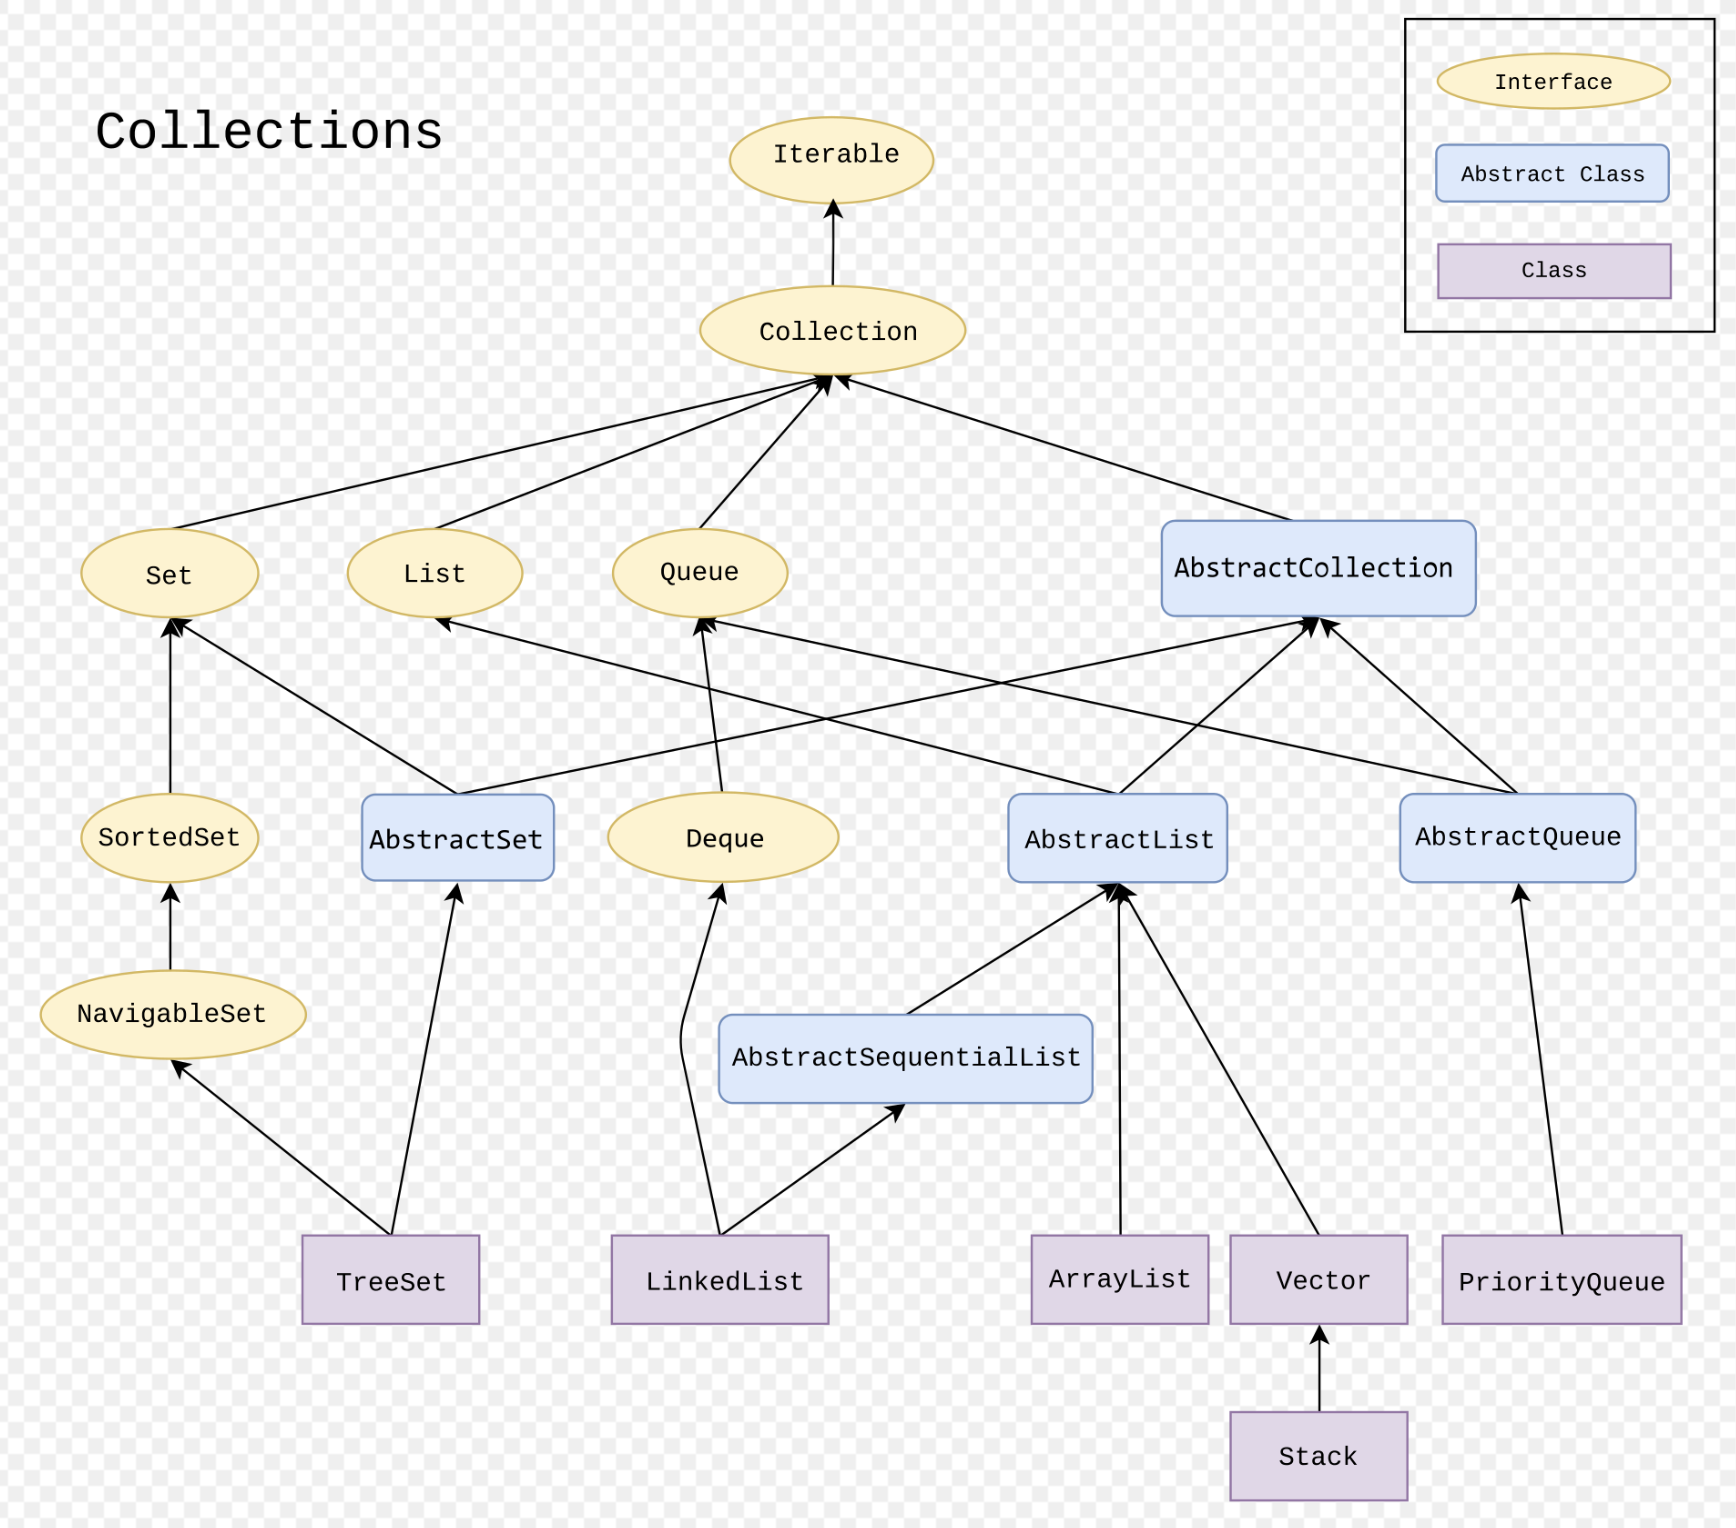 Collections
Interface
Abstract Class
Class
Iterable
Collection
Set
List
Queue
AbstractCollection
SortedSet
AbstractSet
Deque
AbstractList
AbstractQueue
NavigableSet
AbstractSequentialList
TreeSet
LinkedList
ArrayList
Vector
PriorityQueue
Stack